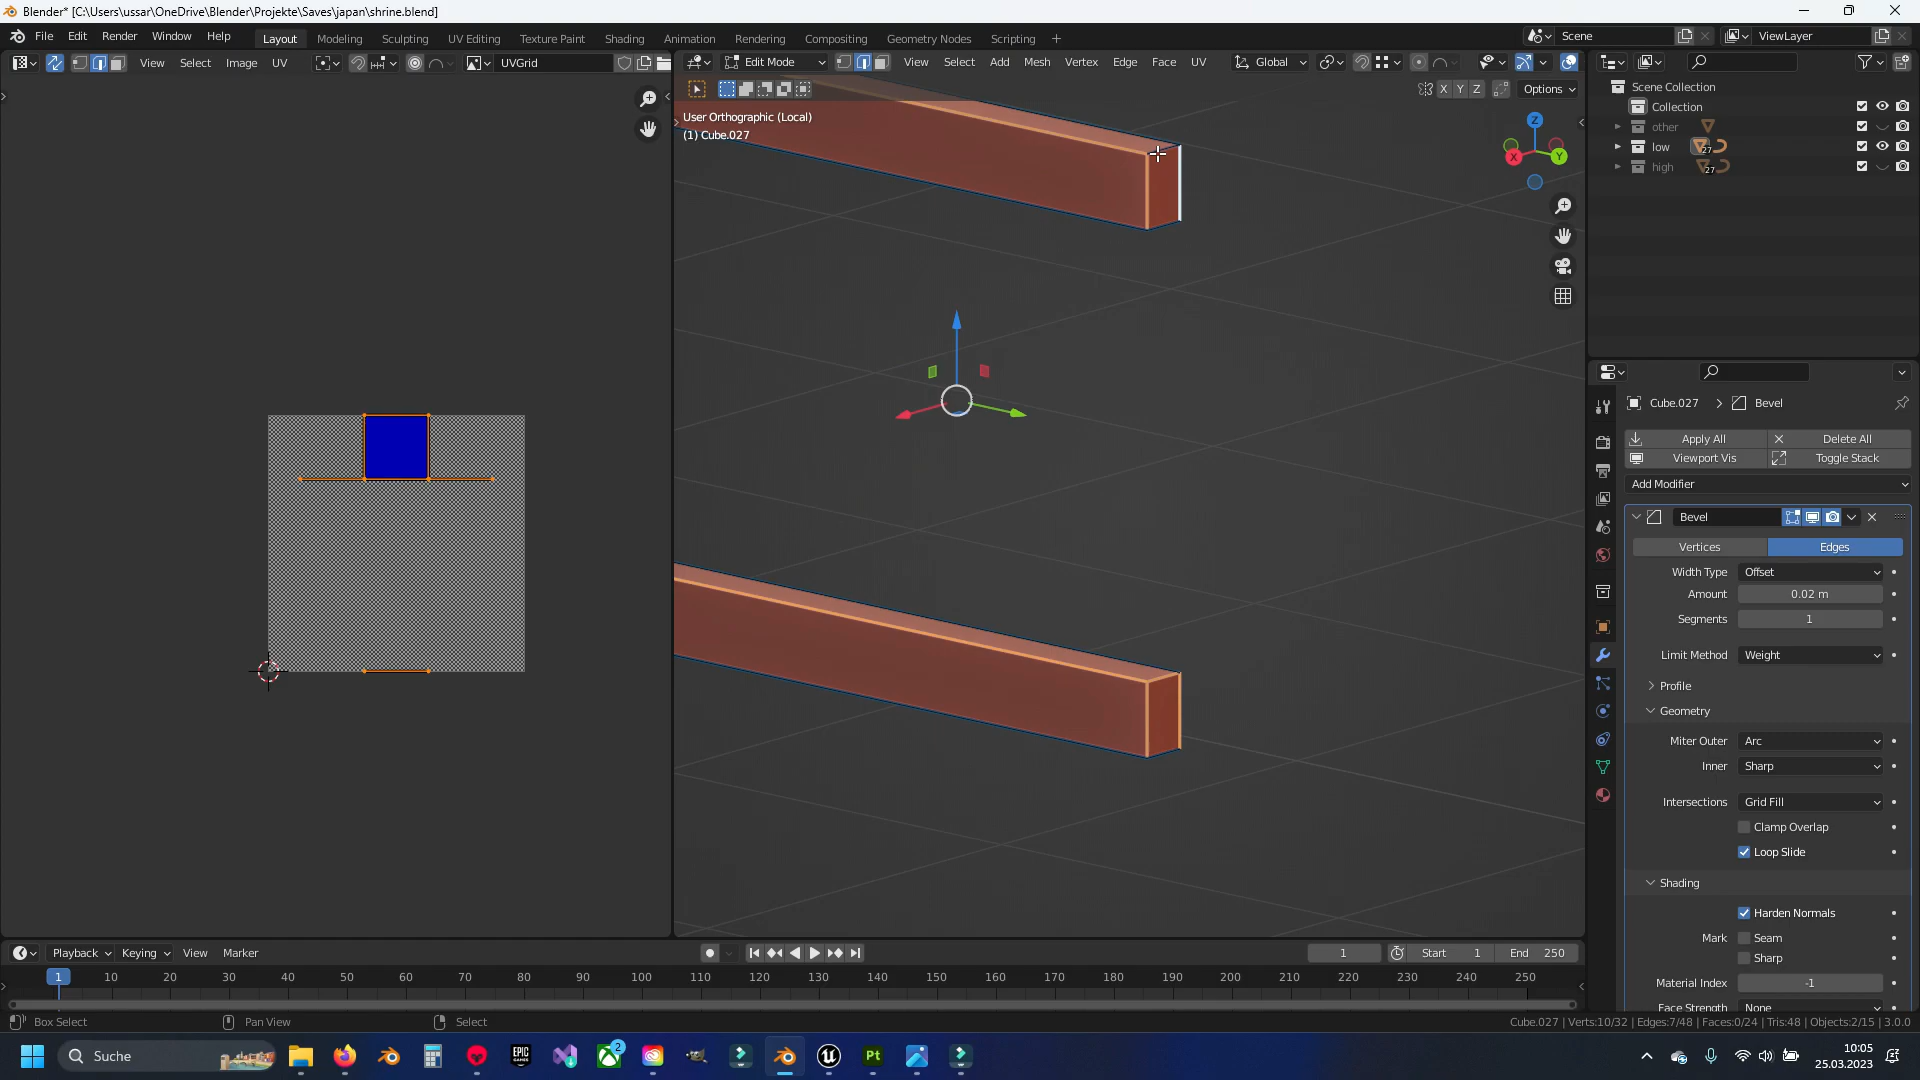 Blender* [C:\Users\ussar\OneDrive\Blender\Projekte\Saves\japan\shrine.blend]
File Edit Render Window Help
Layout Modeling Sculpting UV Editing Texture Paint Shading Animation Rendering Compositing Geometry Nodes Scripting
Scene
ViewLayer
View Select Image UV
UVGrid
Edit Mode
View Select Add Mesh Vertex Edge Face UV
Global
X Y Z
Options
User Orthographic (Local)
(1) Cube.027
Z
X
Y
Scene Collection
Collection
other
low
27
high
27
Cube.027
Bevel
Apply All
Delete All
Viewport Vis
Toggle Stack
Add Modifier
Bevel
Vertices
Edges
Width Type Offset
Amount 0.02 m
Segments 1
Limit Method Weight
Profile
Geometry
Miter Outer Arc
Inner Sharp
Intersections Grid Fill
Clamp Overlap
Loop Slide
Shading
Harden Normals
Mark Seam
Sharp
Material Index -1
Face Strength None
Playback Keying View Marker
1
Start 1
End 250
1 10 20 30 40 50 60 70 80 90 100 110 120 130 140 150 160 170 180 190 200 210 220 230 240 250
Box Select
Pan View
Select
Cube.027 | Verts:10/32 | Edges:7/48 | Faces:0/24 | Tris:48 | Objects:2/15 | 3.0.0
Suche
EPIC
GAMES
2
Pt
10:05
25.03.2023